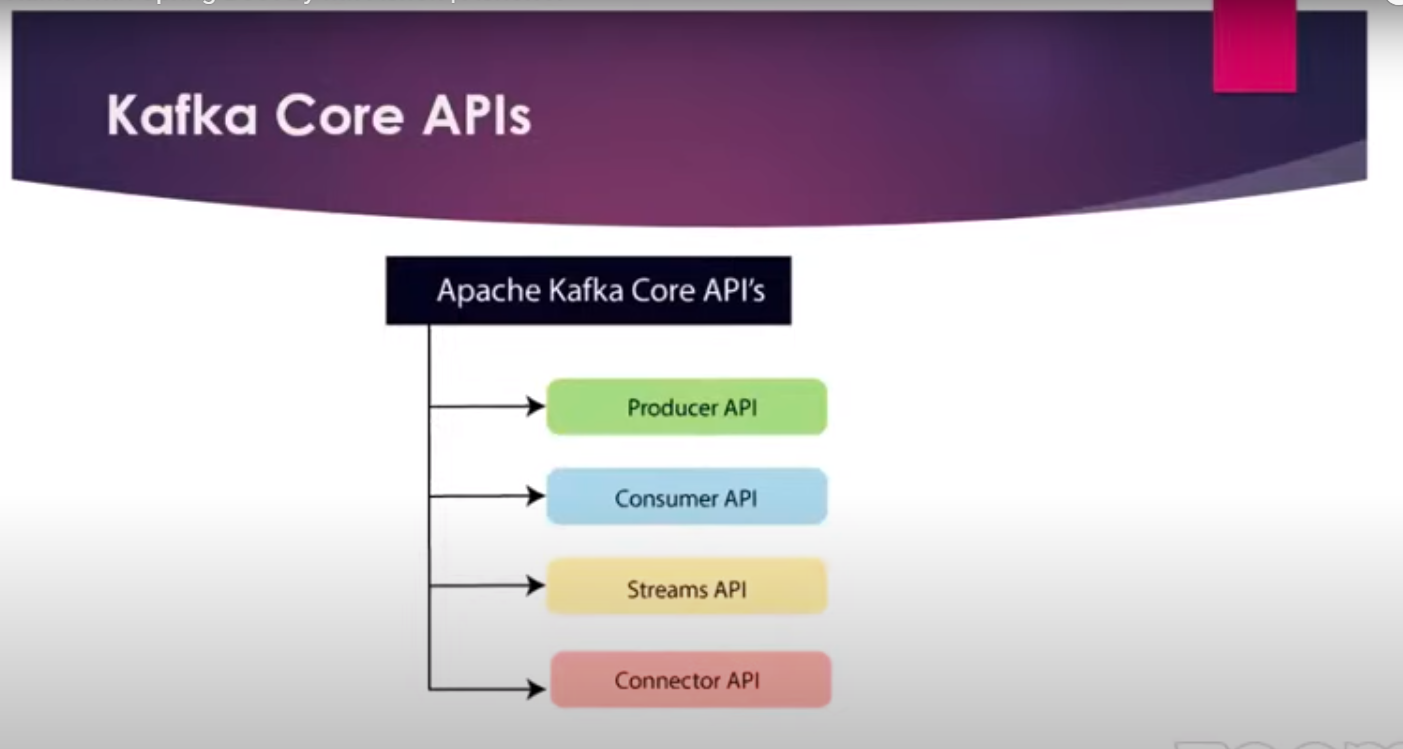 Kafka Core APIs
Apache Kafka Core API's
Producer API
Consumer API
Streams API
Connector API